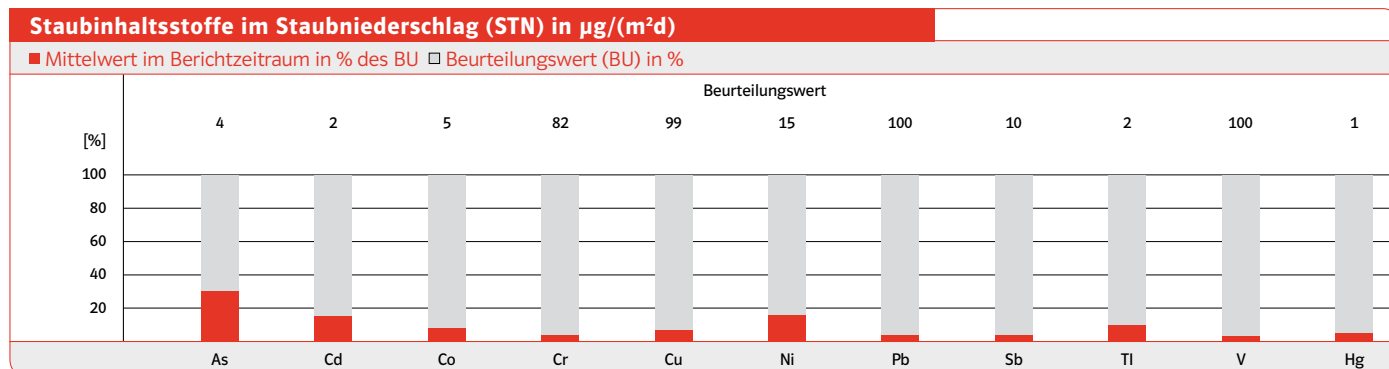 Staubinhaltsstoffe im Staubniederschlag (STN) in µg/(m²d)
Mittelwert im Berichtzeitraum in % des BU Beurteilungswert (BU) in %
Beurteilungswert
4 2 5 82 99 15 100 10 2 100 1
[%]
100
80
60
40
20
As Cd Co Cr Cu Ni Pb Sb Tl V Hg